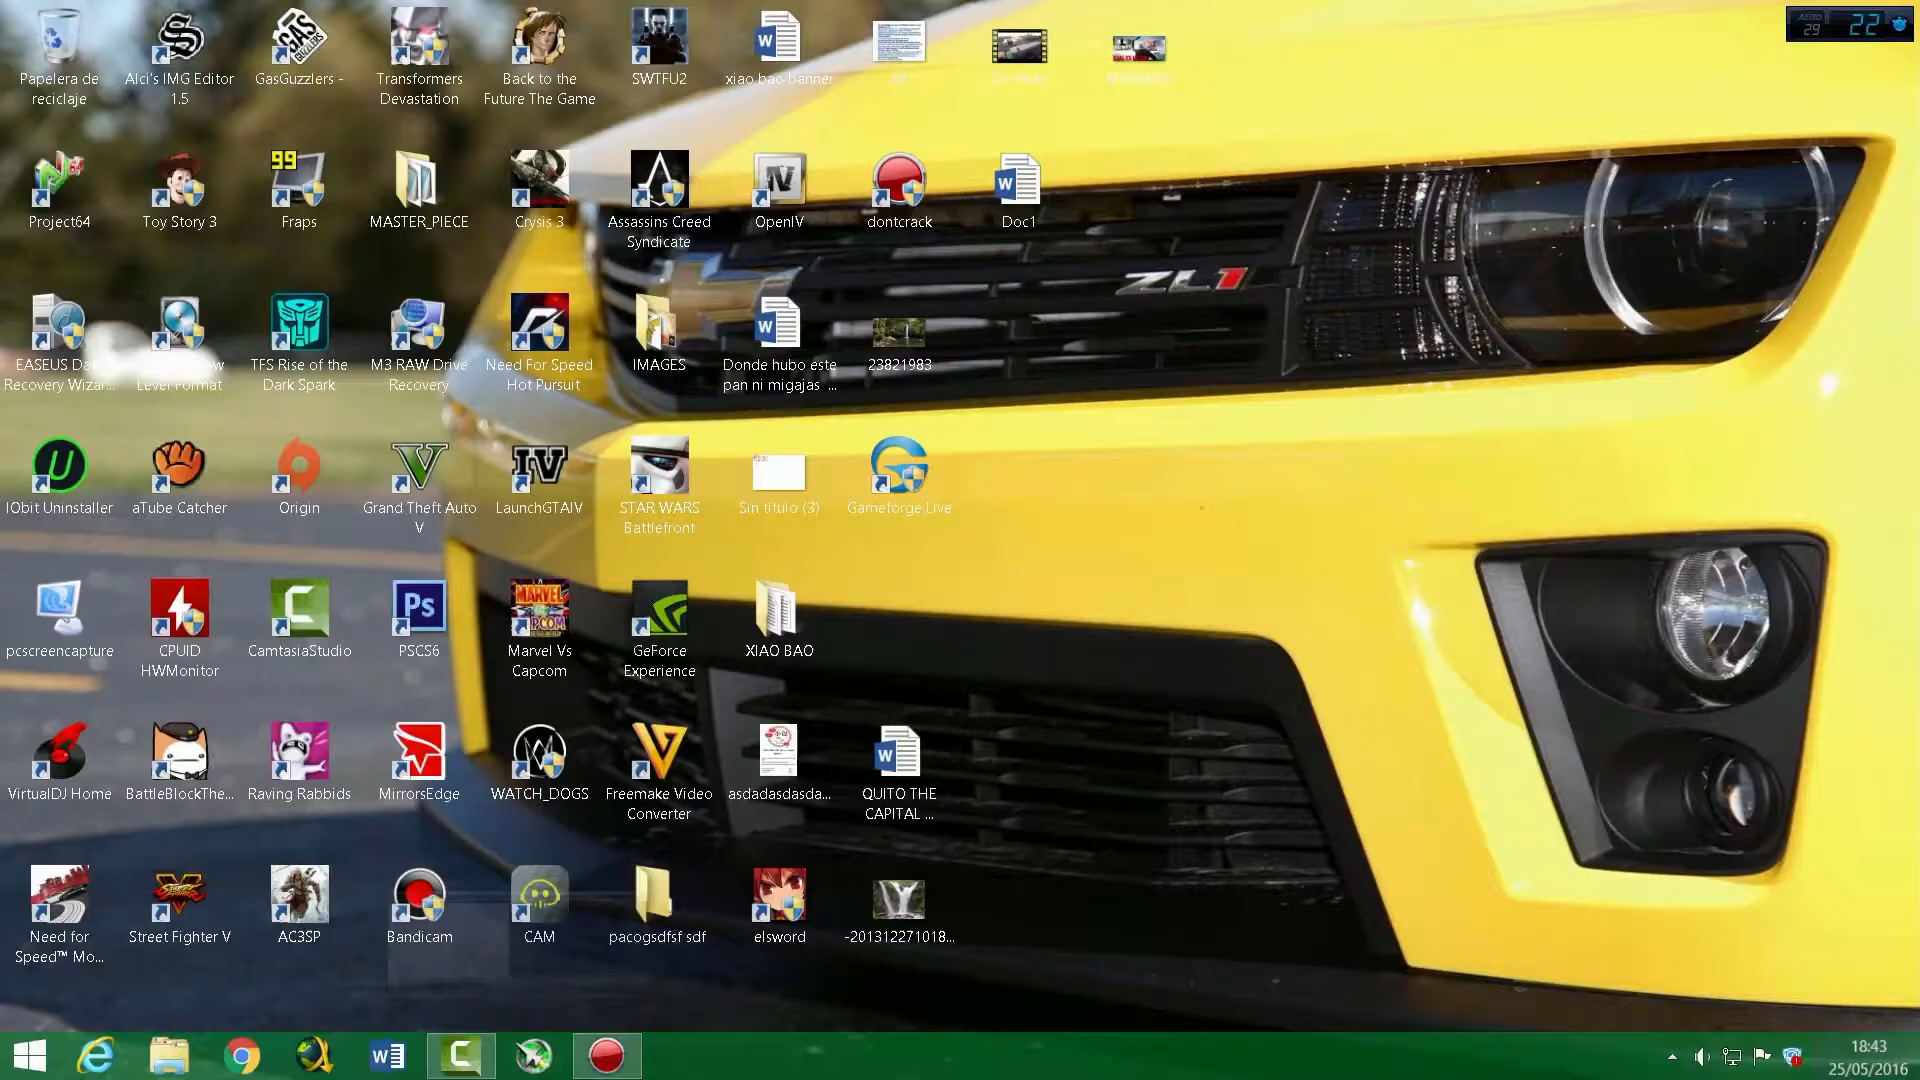 Papelera de
reciclaje
Alci's IMG Editor
1.5
GasGuzzlers -
Transformers
Devastation
Back to the
Future The Game
SWTFU2
xiao bao banner
29
22
Project64
Toy Story 3
99
Fraps
MASTER_PIECE
Crysis 3
Assassins Creed
Syndicate
OpenIV
dontcrack
Doc1
ZL1
EASEUS Da
Recovery Wizar...
Level Format
TFS Rise of the
Dark Spark
M3 RAW Drive
Recovery
Need For Speed
Hot Pursuit
IMAGES
Donde hubo este
pan ni migajas ...
23821983
IObit Uninstaller
aTube Catcher
Origin
Grand Theft Auto
V
LaunchGTAIV
STAR WARS
Battlefront
Sin título (3)
Gameforge Live
pcscreencapture
CPUID
HWMonitor
CamtasiaStudio
PSCS6
Marvel Vs
Capcom
GeForce
Experience
XIAO BAO
VirtualDJ Home
BattleBlockThe...
Raving Rabbids
MirrorsEdge
WATCH_DOGS
Freemake Video
Converter
asdadasdasda...
QUITO THE
CAPITAL ...
Need for
Speed™ Mo...
Street Fighter V
AC3SP
Bandicam
CAM
pacogsdfsf sdf
elsword
-201312271018...
18:43
25/05/2016